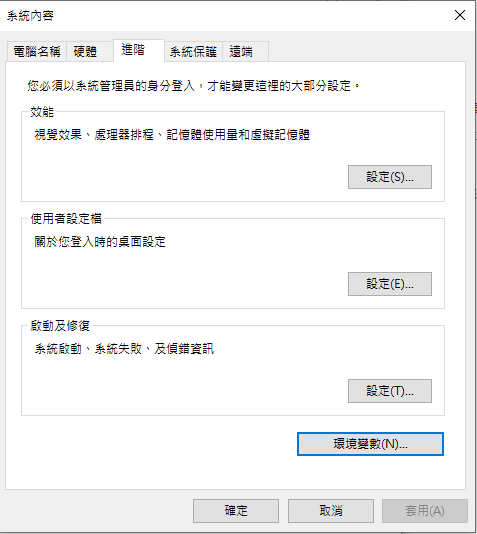 系統內容
電腦名稱 硬體 進階 系統保護 遠端
您必須以系統管理員的身分登入，才能變更這裡的大部分設定。
效能
視覺效果、處理器排程、記憶體使用量和虛擬記憶體
設定(S)...
使用者設定檔
關於您登入時的桌面設定
設定(E)...
啟動及修復
系統啟動、系統失敗、及偵錯資訊
設定(T)...
環境變數(N)...
確定 取消 套用(A)